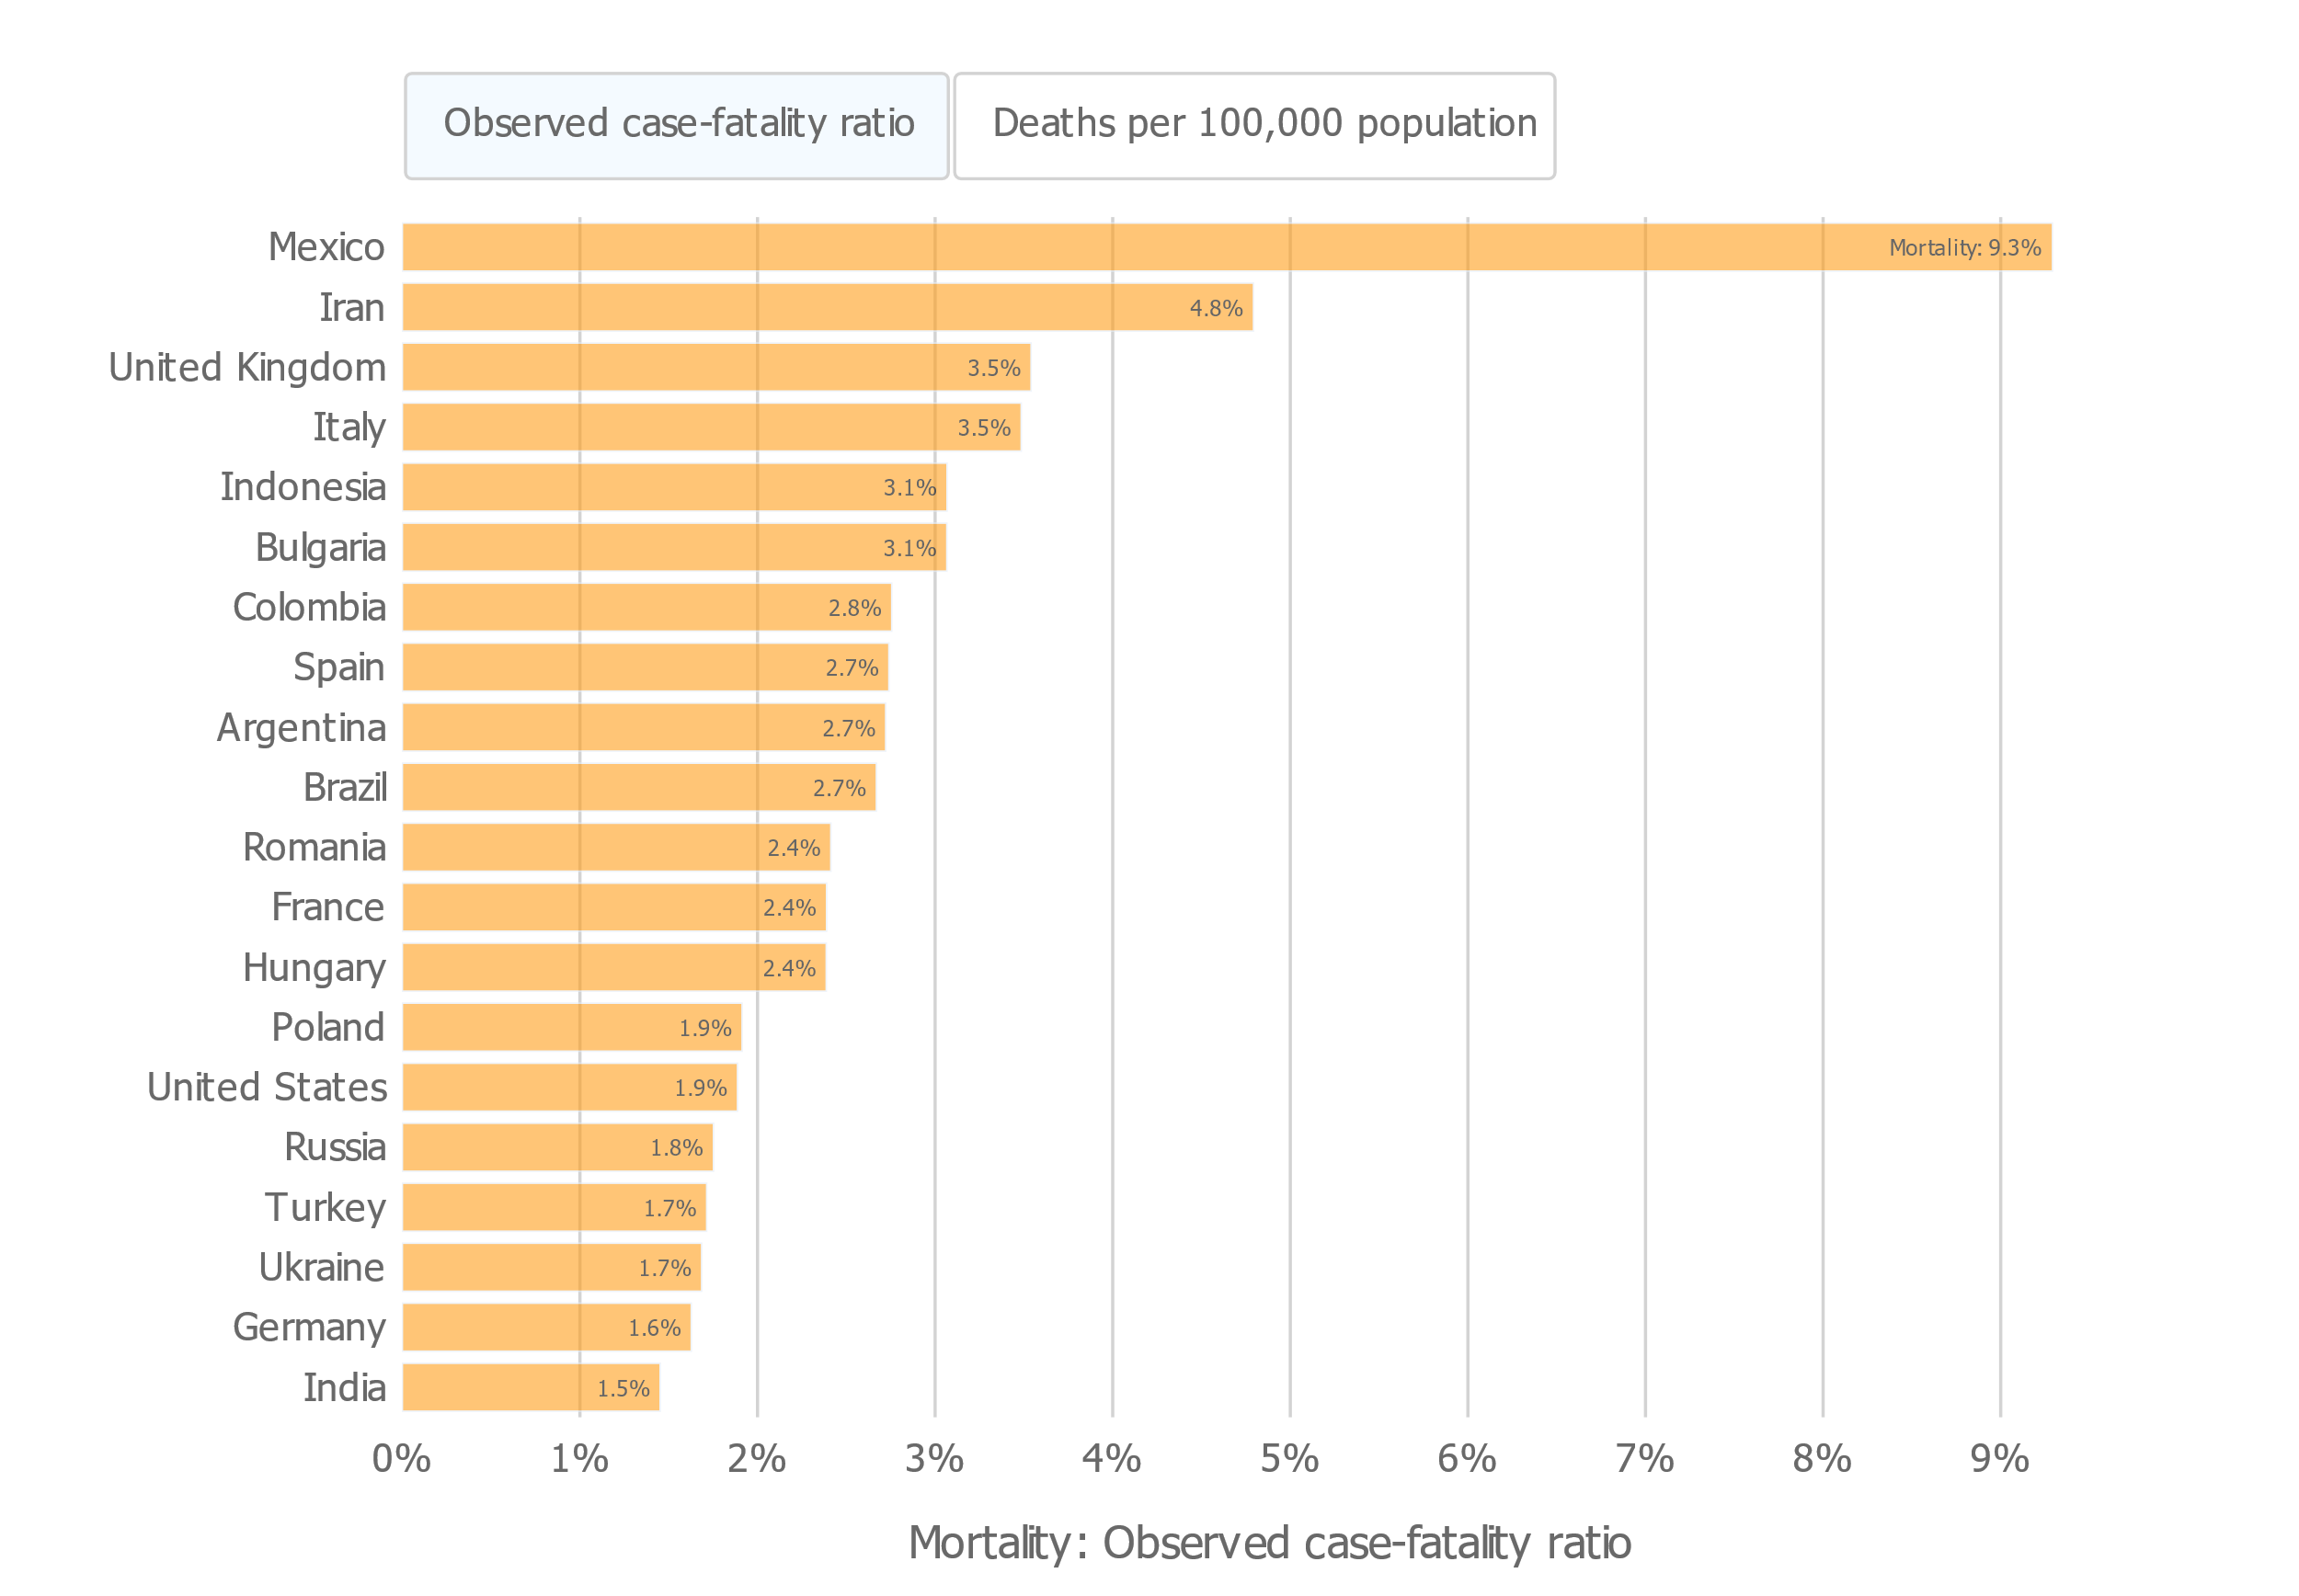 Observed case-fatality ratio Deaths per 100,000 population
Mexico Mortality: 9.3%
Iran 4.8%
United Kingdom 3.5%
Italy 3.5%
Indonesia 3.1%
Bulgaria 3.1%
Colombia 2.8%
Spain 2.7%
Argentina 2.7%
Brazil 2.7%
Romania 2.4%
France 2.4%
Hungary 2.4%
Poland 1.9%
United States 1.9%
Russia 1.8%
Turkey 1.7%
Ukraine 1.7%
Germany 1.6%
India 1.5%
0% 1% 2% 3% 4% 5% 6% 7% 8% 9%
Mortality: Observed case-fatality ratio